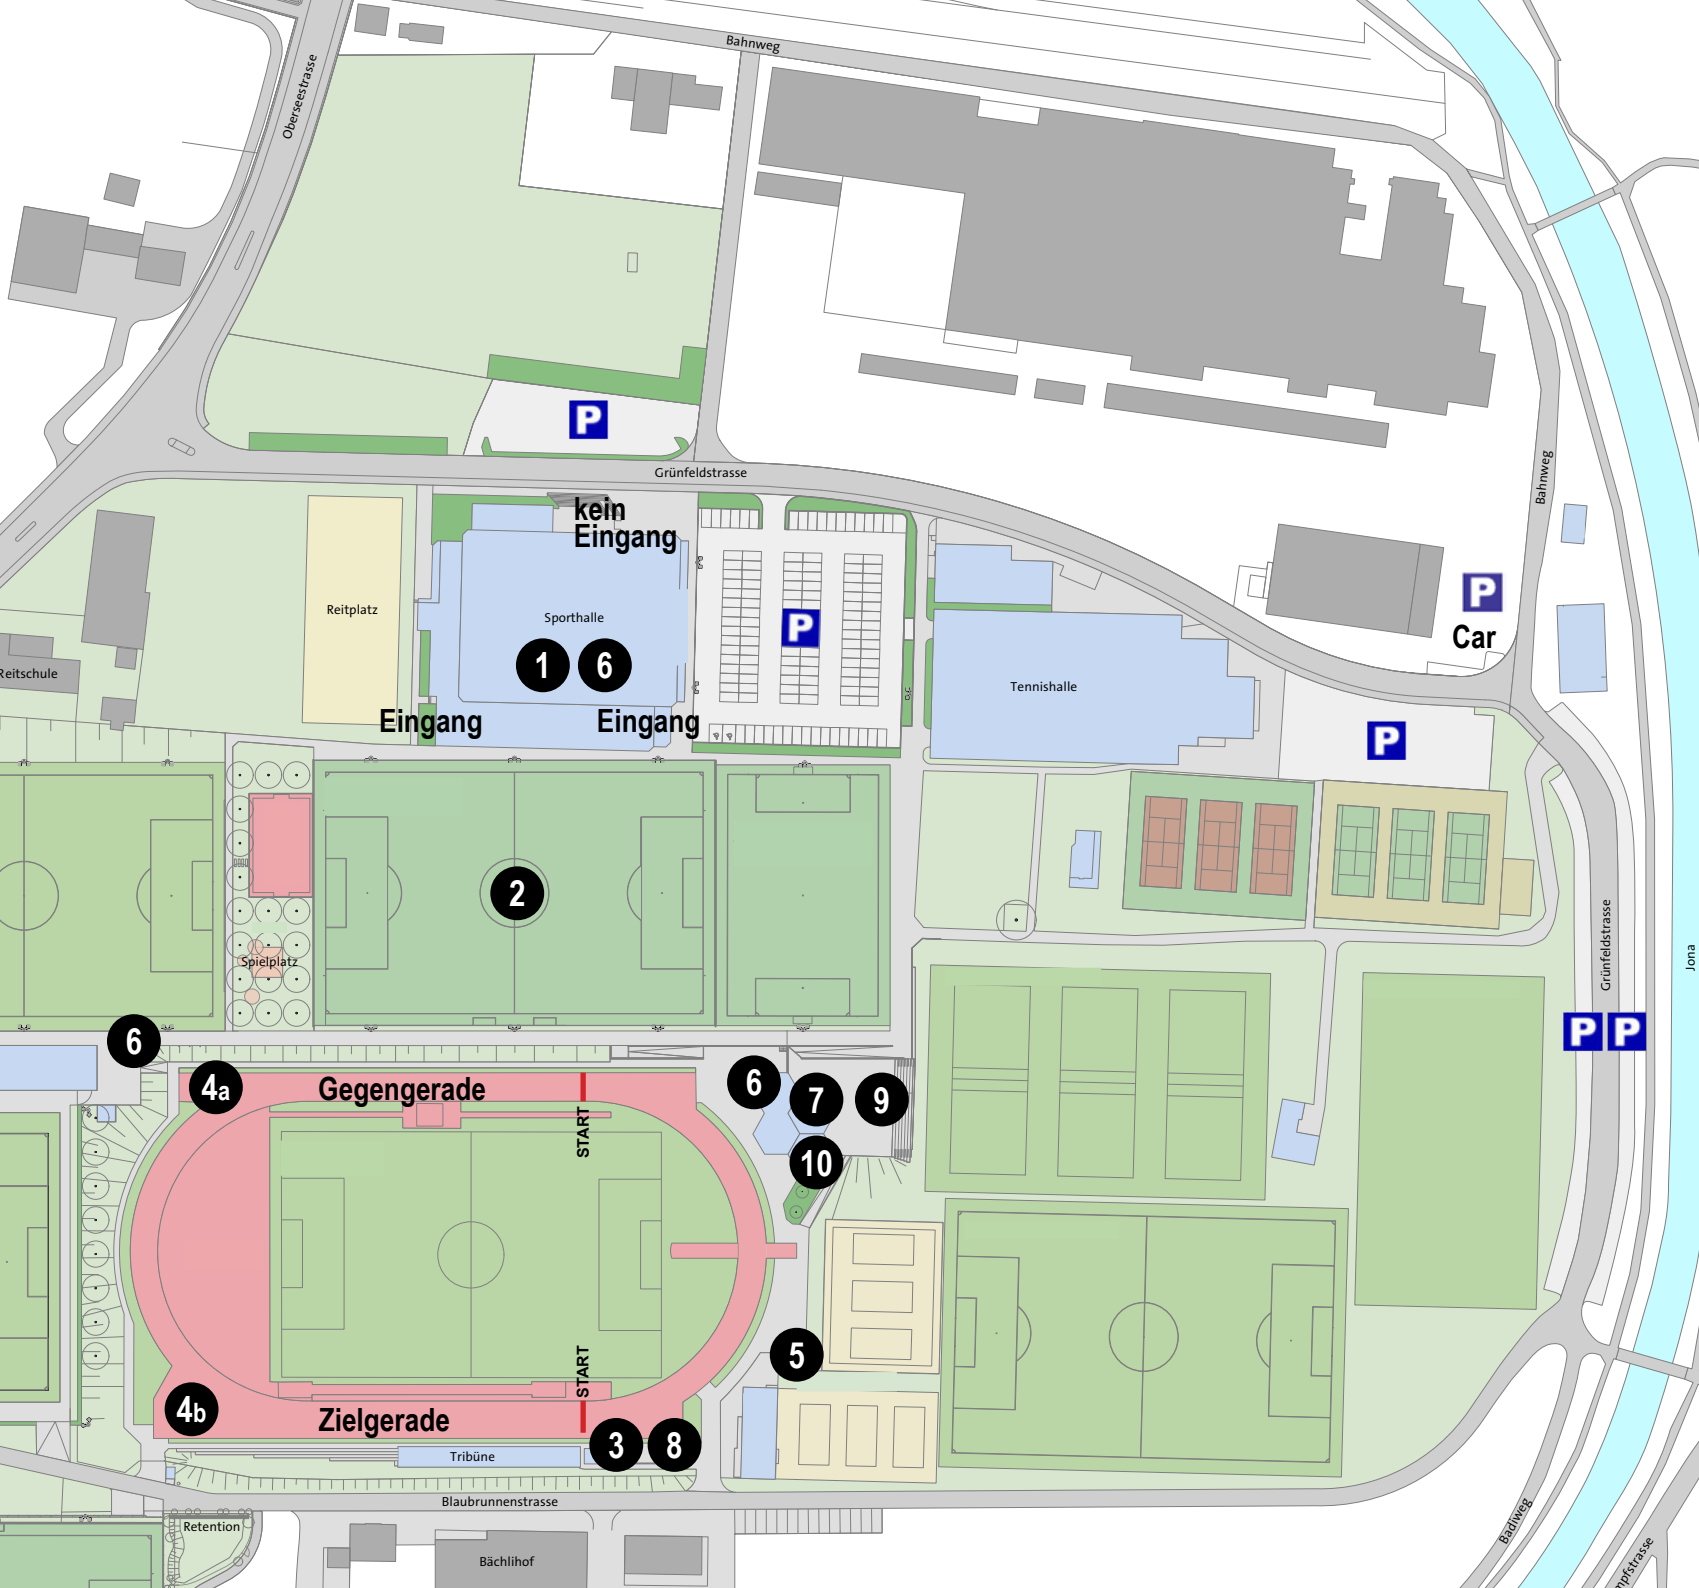 Bahnweg
Oberseestrasse
P
Grünfeldstrasse
kein
Eingang
Bahnweg
Reitplatz
Sporthalle
P
P
Car
1
6
Reitschule
Tennishalle
Eingang
Eingang
P
2
Grünfeldstrasse
Jona
Spielplatz
P
P
6
4a
Gegengerade
START
6
7
9
10
START
5
4b
Zielgerade
3
8
Tribüne
Blaubrunnenstrasse
Retention
Bächlihof
Badiweg
mpfstrasse